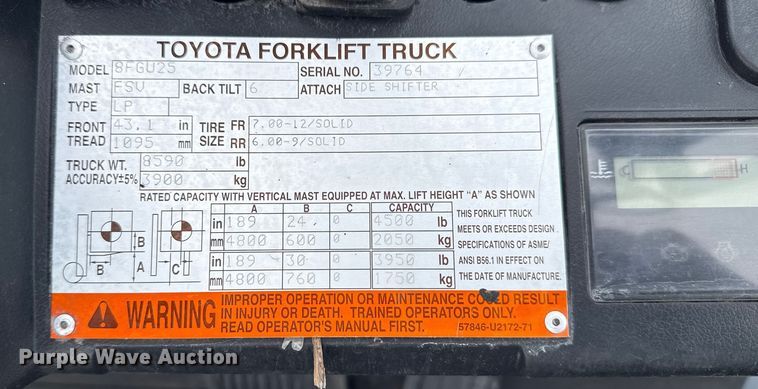 TOYOTA FORKLIFT TRUCK
MODEL 8FGU25 SERIAL NO. 39764
MAST FSV BACK TILT 6 ATTACH SIDE SHIFTER
TYPE LP
FRONT TREAD 43.1 in 1095 mm
TIRE SIZE FR 7.00-12/SOLID
RR 6.00-9/SOLID
TRUCK WT. 8590 lb
ACCURACY±5% 3900 kg
RATED CAPACITY WITH VERTICAL MAST EQUIPPED AT MAX. LIFT HEIGHT "A" AS SHOWN
A B C CAPACITY
in 189 24. 0 4500 lb
mm 4800 600 0 2050 kg
in 189 30. 0 3950 lb
mm 4800 760 0 1750 kg
B
B A C
THIS FORKLIFT TRUCK
MEETS OR EXCEEDS DESIGN
SPECIFICATIONS OF ASME/
ANSI B56.1 IN EFFECT ON
THE DATE OF MANUFACTURE.
WARNING
IMPROPER OPERATION OR MAINTENANCE COULD RESULT
IN INJURY OR DEATH. TRAINED OPERATORS ONLY.
READ OPERATOR'S MANUAL FIRST.
57846-U2172-71
C H
Purple Wave Auction